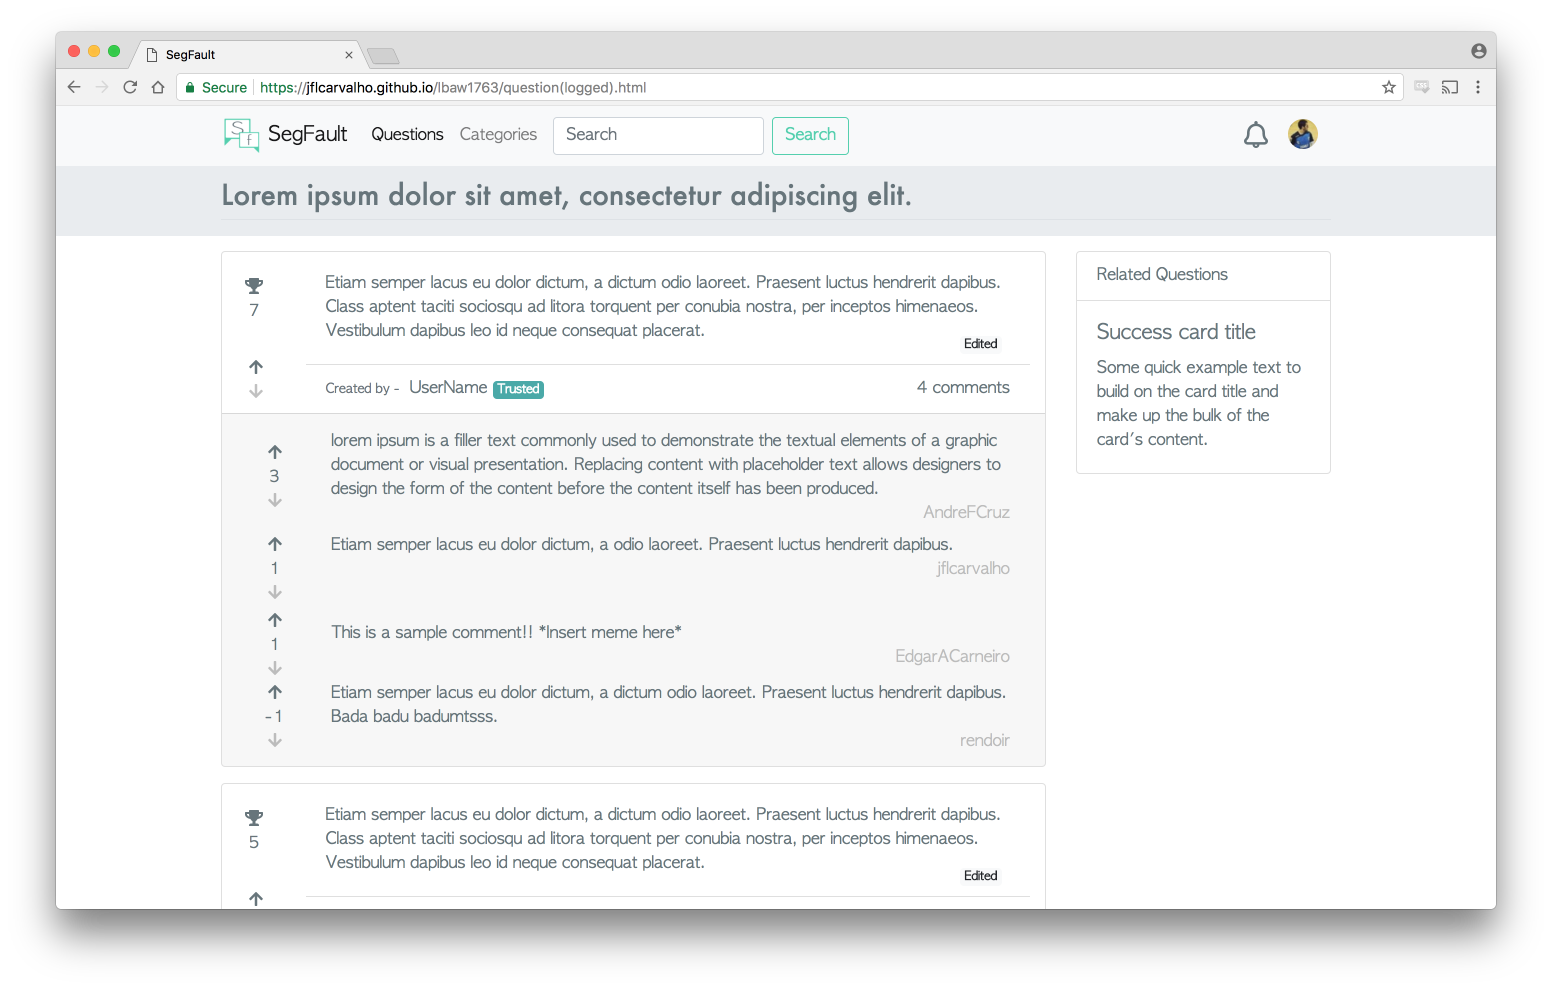 SegFault
Secure https://jflcarvalho.github.io/lbaw1763/question(logged).html
Sf SegFault Questions Categories Search Search
Lorem ipsum dolor sit amet, consectetur adipiscing elit.
7
Etiam semper lacus eu dolor dictum, a dictum odio laoreet. Praesent luctus hendrerit dapibus.
Class aptent taciti sociosqu ad litora torquent per conubia nostra, per inceptos himenaeos.
Vestibulum dapibus leo id neque consequat placerat.
Edited
Created by - UserName Trusted 4 comments
3
lorem ipsum is a filler text commonly used to demonstrate the textual elements of a graphic
document or visual presentation. Replacing content with placeholder text allows designers to
design the form of the content before the content itself has been produced.
AndreFCruz
1
Etiam semper lacus eu dolor dictum, a odio laoreet. Praesent luctus hendrerit dapibus.
jflcarvalho
1
This is a sample comment!! *Insert meme here*
EdgarACarneiro
-1
Etiam semper lacus eu dolor dictum, a dictum odio laoreet. Praesent luctus hendrerit dapibus.
Bada badu badumtsss.
rendoir
5
Etiam semper lacus eu dolor dictum, a dictum odio laoreet. Praesent luctus hendrerit dapibus.
Class aptent taciti sociosqu ad litora torquent per conubia nostra, per inceptos himenaeos.
Vestibulum dapibus leo id neque consequat placerat.
Edited
Related Questions
Success card title
Some quick example text to
build on the card title and
make up the bulk of the
card's content.